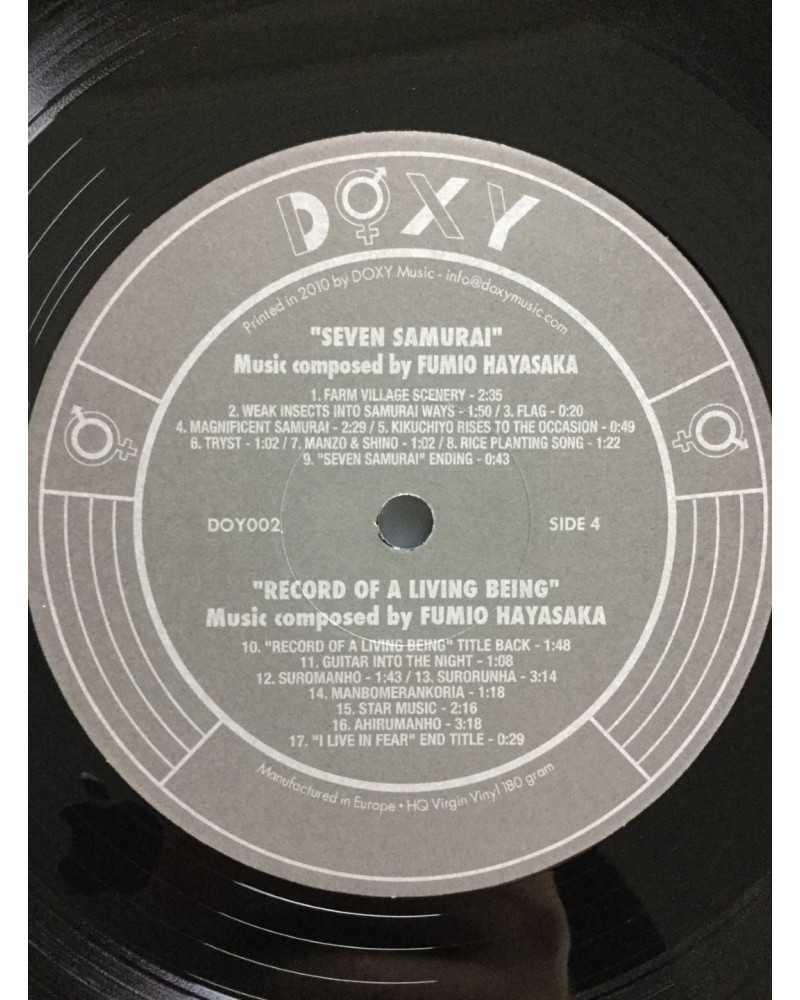 DOXY
Printed in 2010 by DOXY Music - info@doxymusic.com
"SEVEN SAMURAI"
Music composed by FUMIO HAYASAKA
1. FARM VILLAGE SCENERY - 2:35
2. WEAK INSECTS INTO SAMURAI WAYS - 1:50 / 3. FLAG - 0:20
4. MAGNIFICENT SAMURAI - 2:29 / 5. KIKUCHIYO RISES TO THE OCCASION - 0:49
6. TRYST - 1:02 / 7. MANZO & SHINO - 1:02 / 8. RICE PLANTING SONG - 1:22
9. "SEVEN SAMURAI" ENDING - 0:43
DOY002 SIDE 4
"RECORD OF A LIVING BEING"
Music composed by FUMIO HAYASAKA
10. "RECORD OF A LIVING BEING" TITLE BACK - 1:48
11. GUITAR INTO THE NIGHT - 1:08
12. SUROMANHO - 1:43 / 13. SURORUNHA - 3:14
14. MANBOMERANKORIA - 1:18
15. STAR MUSIC - 2:16
16. AHIRUMANHO - 3:18
17. "I LIVE IN FEAR" END TITLE - 0:29
Manufactured in Europe • HQ Virgin Vinyl 180 gram